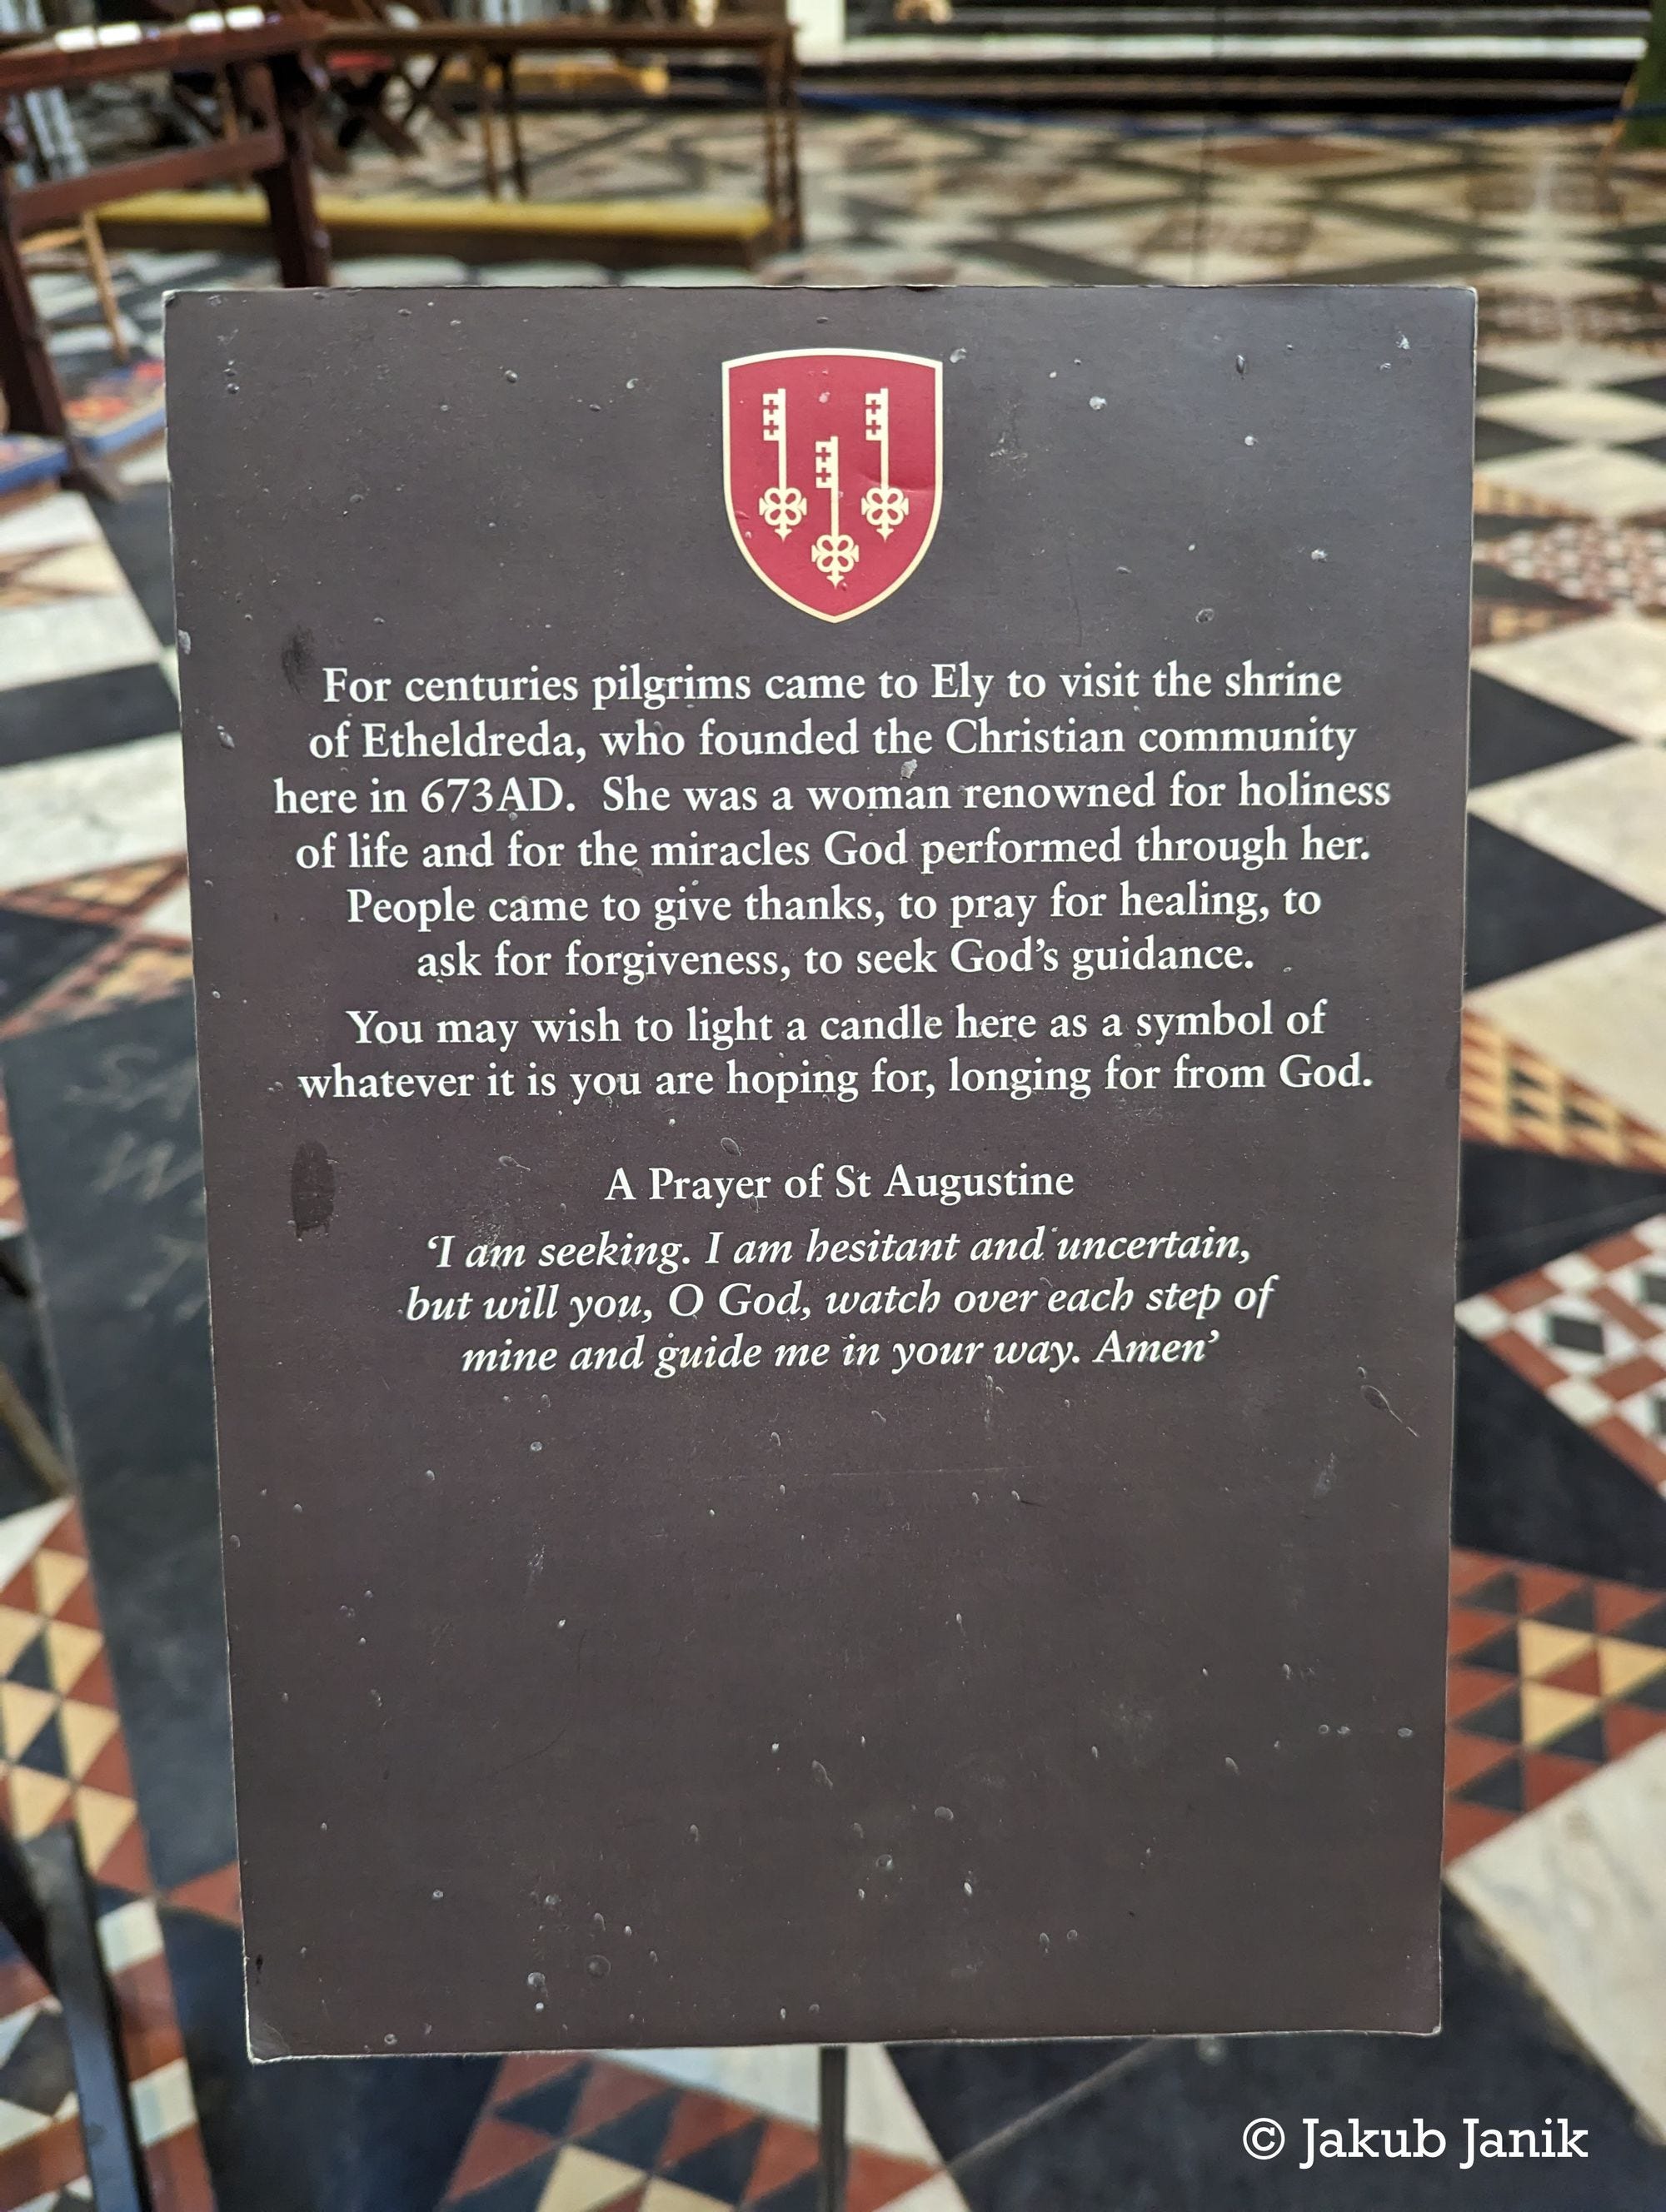 For centuries pilgrims came to Ely to visit the shrine
of Etheldreda, who founded the Christian community
here in 673AD. She was a woman renowned for holiness
of life and for the miracles God performed through her.
People came to give thanks, to pray for healing, to
ask for forgiveness, to seek God’s guidance.
You may wish to light a candle here as a symbol of
whatever it is you are hoping for, longing for from God.
A Prayer of St Augustine
‘I am seeking. I am hesitant and uncertain,
but will you, O God, watch over each step of
mine and guide me in your way. Amen’
© Jakub Janik